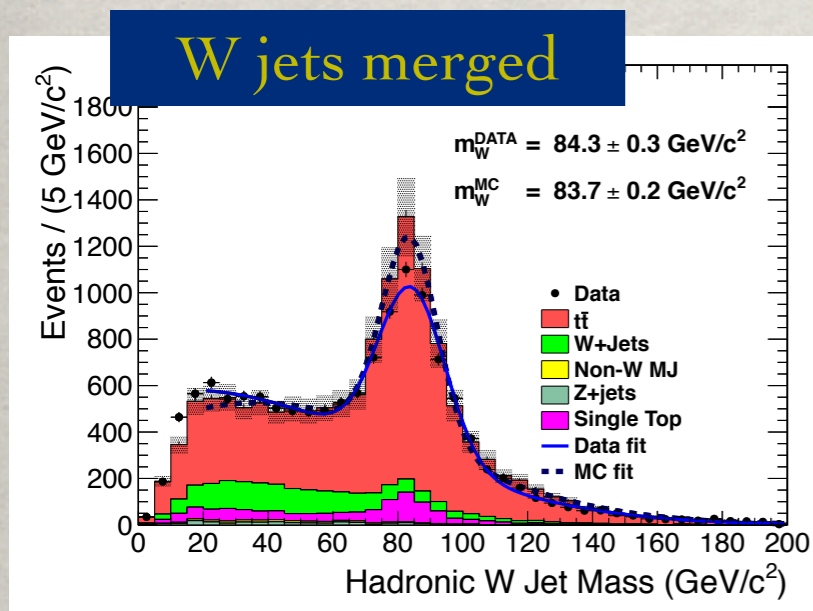 W jets merged
Events / (5 GeV/c²)
1800
1600
1400
1200
1000
800
600
400
200
0
m_W^DATA = 84.3 ± 0.3 GeV/c²
m_W^MC = 83.7 ± 0.2 GeV/c²
Data
tt̄
W+Jets
Non-W MJ
Z+jets
Single Top
Data fit
MC fit
0 20 40 60 80 100 120 140 160 180 200
Hadronic W Jet Mass (GeV/c²)